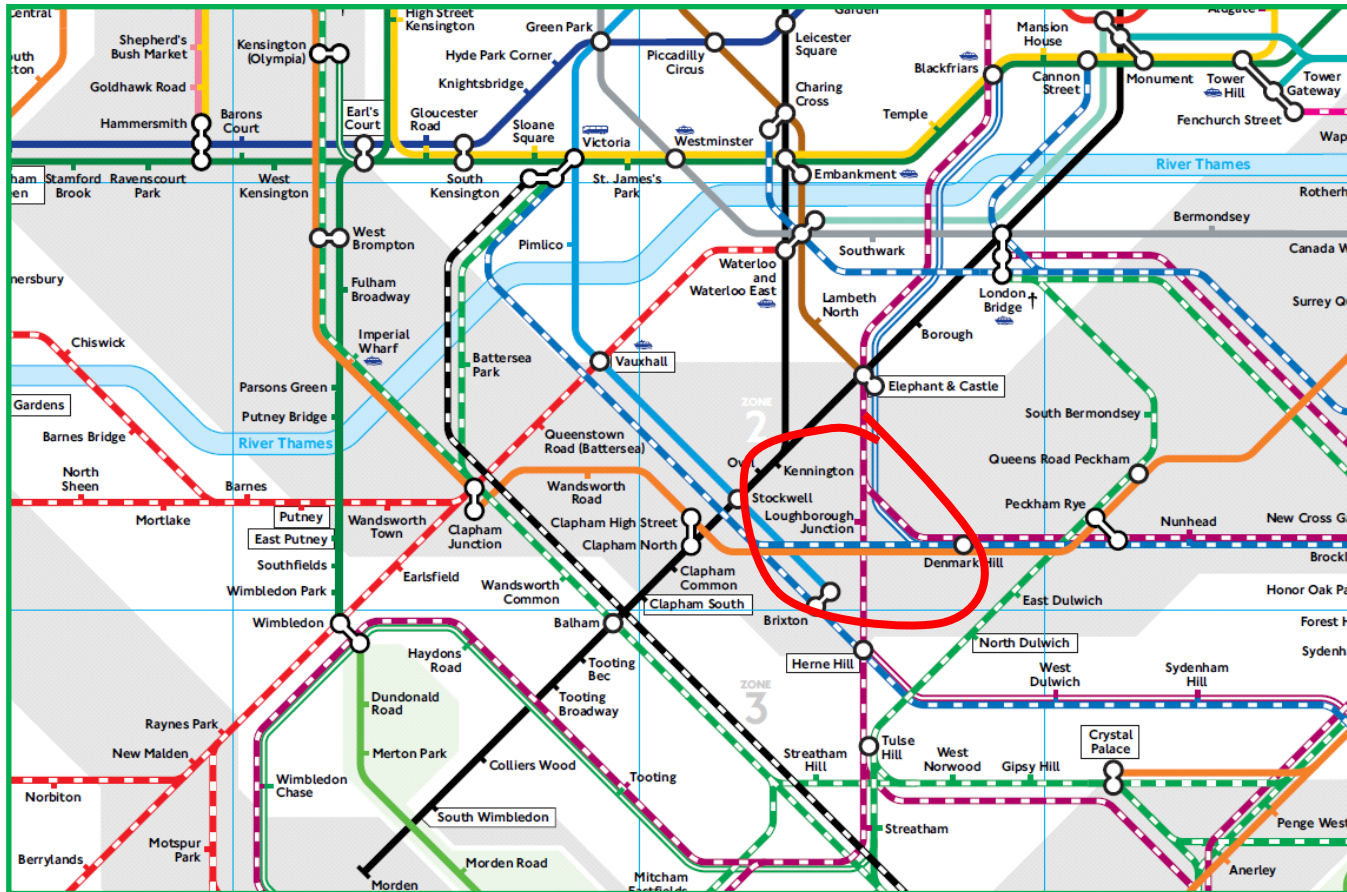 Central
High Street
Kensington
Green Park
Garden
Leicester
Square
Mansion
House
Aldgate
Shepherd's
Bush Market
Kensington
(Olympia)
Hyde Park Corner
Piccadilly
Circus
Blackfriars
Cannon
Street
Monument
Tower
Hill
Tower
Gateway
Goldhawk Road
Knightsbridge
Charing
Cross
Fenchurch Street
Hammersmith
Barons
Court
Earl's
Court
Gloucester
Road
Sloane
Square
Victoria
Westminster
Temple
Wap
Stamford
Brook
Ravenscourt
Park
West
Kensington
South
Kensington
St. James's
Park
Embankment
River Thames
Rotherh
Bermondsey
West
Brompton
Pimlico
Southwark
Canada W
Waterloo
and
Waterloo East
Fulham
Broadway
Lambeth
North
London
Bridge
Surrey Qu
Borough
Imperial
Wharf
Chiswick
Battersea
Park
Vauxhall
Elephant & Castle
Parsons Green
Gardens
Putney Bridge
ZONE
2
South Bermondsey
Barnes Bridge
River Thames
Queenstown
Road (Battersea)
Queens Road Peckham
North
Sheen
Barnes
Kennington
Wandsworth
Road
Stockwell
Peckham Rye
Mortlake
Putney
Wandsworth
Town
Clapham
Junction
Clapham High Street
Loughborough
Junction
Nunhead
New Cross Ga
East Putney
Clapham North
Denmark Hill
Brockl
Southfields
Earlsfield
Wandsworth
Common
Clapham
Common
Wimbledon Park
Clapham South
East Dulwich
Honor Oak Pa
Wimbledon
Balham
Brixton
Forest H
Haydons
Road
Tooting
Bec
Herne Hill
North Dulwich
Sydenh
West
Dulwich
Sydenham
Hill
Dundonald
Road
Tooting
Broadway
ZONE
3
Raynes Park
New Malden
Merton Park
Colliers Wood
Streatham
Hill
Tulse
Hill
West
Norwood
Gipsy Hill
Crystal
Palace
Norbiton
Wimbledon
Chase
Tooting
South Wimbledon
Streatham
Penge West
Motspur
Park
Berrylands
Morden Road
Anerley
Morden
Mitcham
Eastfields